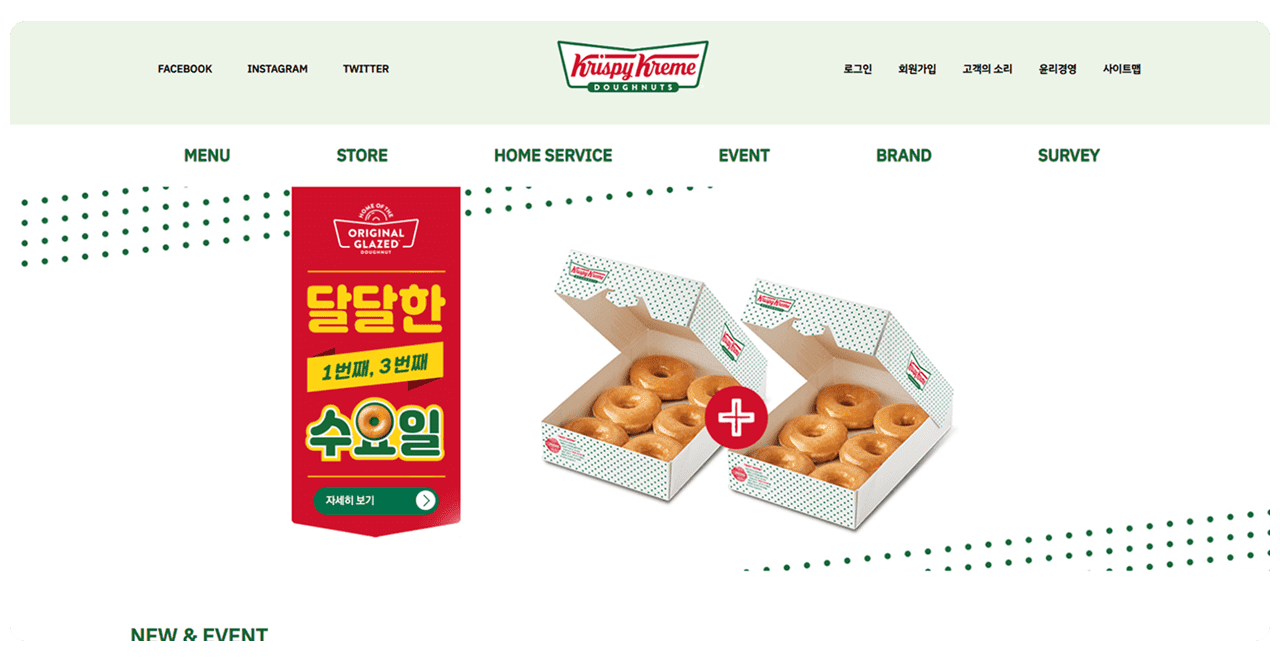 FACEBOOK INSTAGRAM TWITTER
Krispy Kreme
DOUGHNUTS
로그인 회원가입 고객의 소리 윤리경영 사이트맵
MENU STORE HOME SERVICE EVENT BRAND SURVEY
HOME OF THE
ORIGINAL
GLAZED
DOUGHNUT
달달한
1번째, 3번째
수요일
자세히 보기
Krispy Kreme
Krispy Kreme
NEW & EVENT